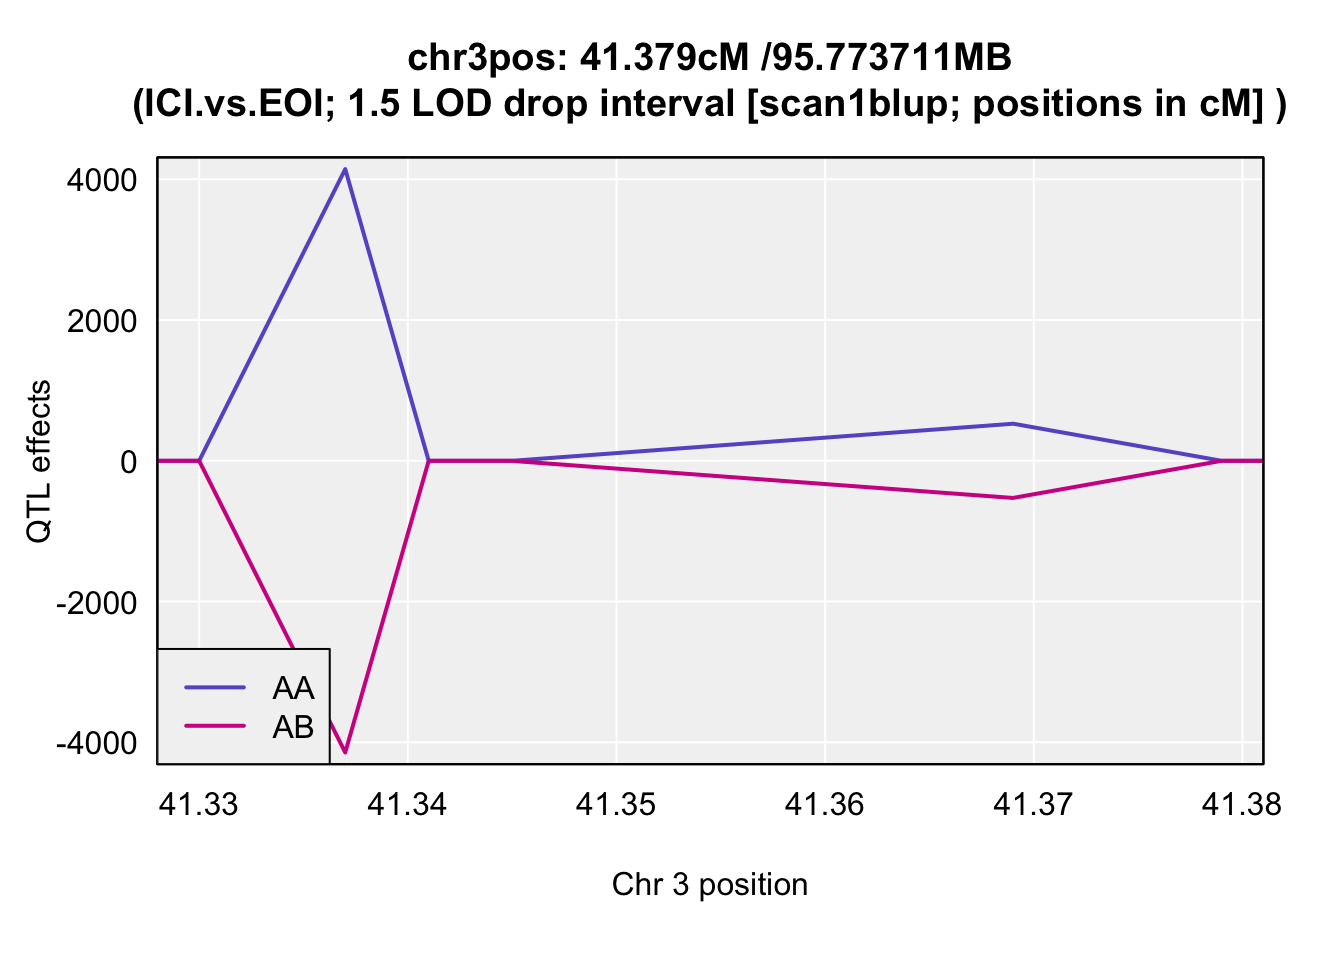 chr3pos: 41.379cM /95.773711MB
(ICI.vs.EOI; 1.5 LOD drop interval [scan1blup; positions in cM] )
4000
2000
0
-2000
-4000
QTL effects
AA
AB
41.33 41.34 41.35 41.36 41.37 41.38
Chr 3 position